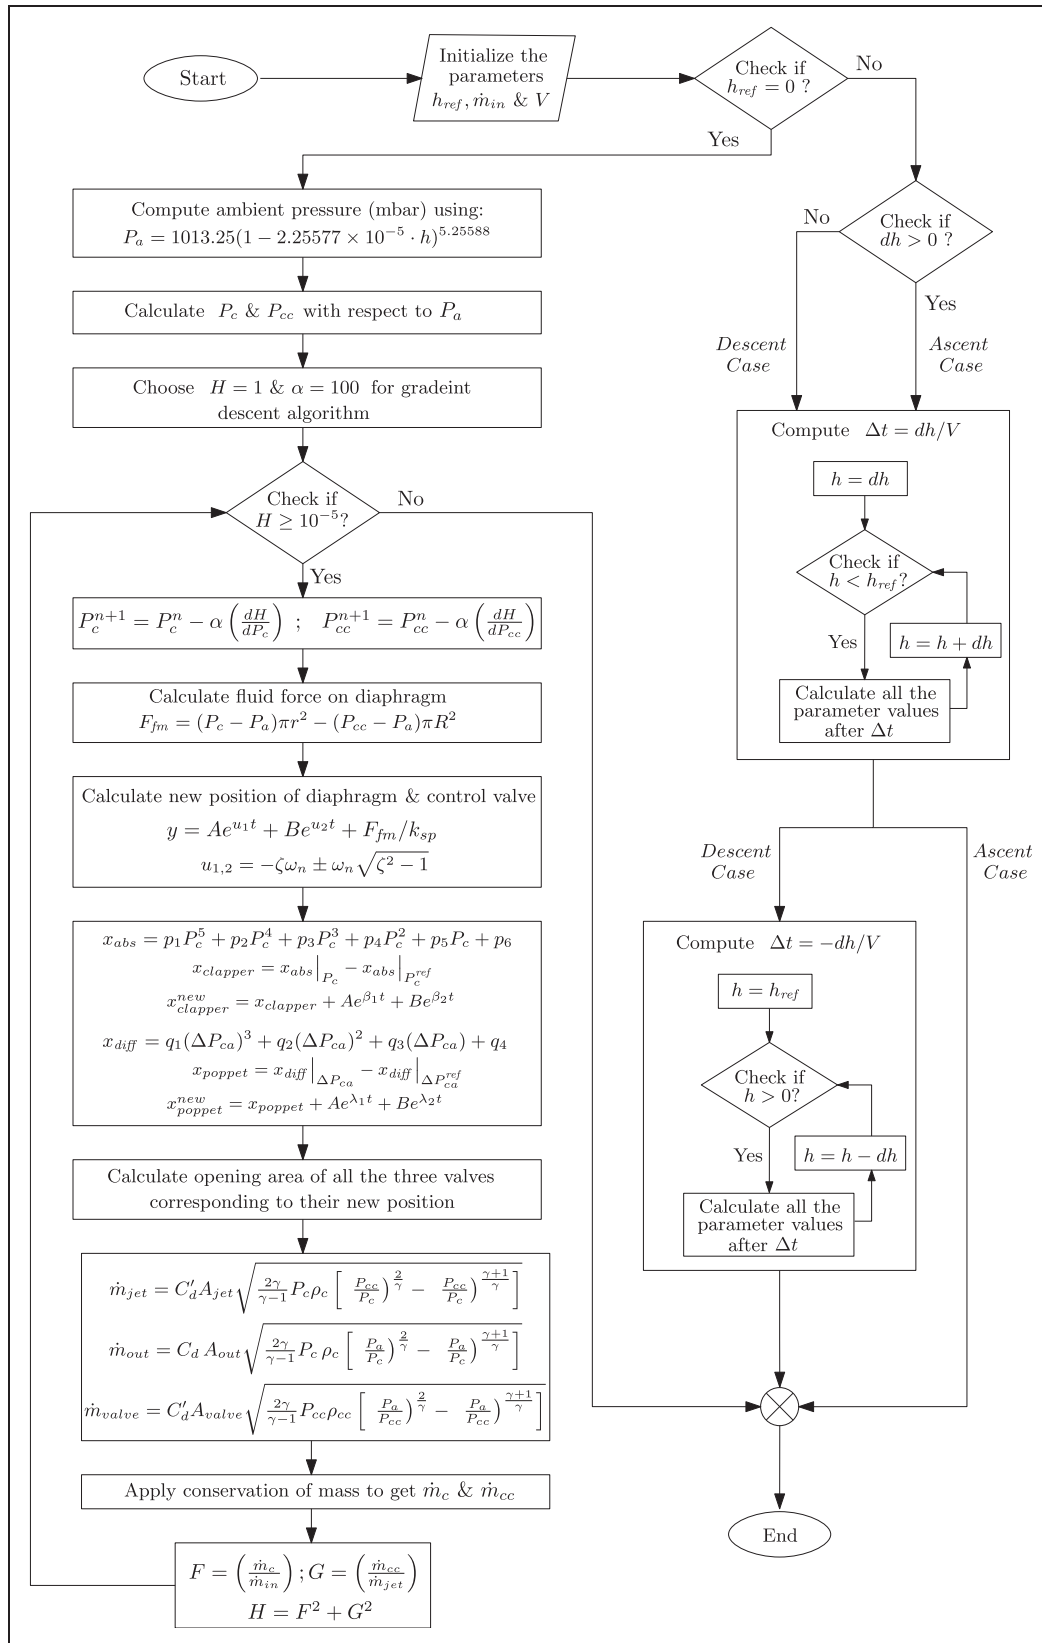 Start
Initialize the
parameters
h_ref, ṁ_in & V
Check if
h_ref = 0 ?
No
Yes
Compute ambient pressure (mbar) using:
P_a = 1013.25(1 − 2.25577 × 10^−5 · h)^5.25588
Calculate P_c & P_cc with respect to P_a
Choose H = 1 & α = 100 for gradeint
descent algorithm
Check if
H ≥ 10^−5?
No
Yes
P_c^{n+1} = P_c^n − α (dH/dP_c) ; P_cc^{n+1} = P_cc^n − α (dH/dP_cc)
Calculate fluid force on diaphragm
F_fm = (P_c − P_a)πr^2 − (P_cc − P_a)πR^2
Calculate new position of diaphragm & control valve
y = Ae^{u_1 t} + Be^{u_2 t} + F_fm/k_sp
u_{1,2} = −ζω_n ± ω_n √(ζ^2 − 1)
x_abs = p_1P_c^5 + p_2P_c^4 + p_3P_c^3 + p_4P_c^2 + p_5P_c + p_6
x_clapper = x_abs|_{P_c} − x_abs|_{P_c^ref}
x_clapper^new = x_clapper + Ae^{β_1 t} + Be^{β_2 t}
x_diff = q_1(ΔP_ca)^3 + q_2(ΔP_ca)^2 + q_3(ΔP_ca) + q_4
x_poppet = x_diff|_{ΔP_ca} − x_diff|_{ΔP_ca^ref}
x_poppet^new = x_poppet + Ae^{λ_1 t} + Be^{λ_2 t}
Calculate opening area of all the three valves
corresponding to their new position
ṁ_jet = C′_d A_jet √(2γ/(γ−1) P_c ρ_c [ P_cc/P_c )^{2/γ} − P_cc/P_c )^{(γ+1)/γ} ])
ṁ_out = C_d A_out √(2γ/(γ−1) P_c ρ_c [ P_a/P_c )^{2/γ} − P_a/P_c )^{(γ+1)/γ} ])
ṁ_valve = C′_d A_valve √(2γ/(γ−1) P_cc ρ_cc [ P_a/P_cc )^{2/γ} − P_a/P_cc )^{(γ+1)/γ} ])
Apply conservation of mass to get ṁ_c & ṁ_cc
F = (ṁ_c/ṁ_in) ; G = (ṁ_cc/ṁ_jet)
H = F^2 + G^2
Check if
dh > 0 ?
No
Yes
Descent
Case
Ascent
Case
Compute Δt = dh/V
h = dh
Check if
h < h_ref?
Yes
h = h + dh
Calculate all the
parameter values
after Δt
Descent
Case
Ascent
Case
Compute Δt = −dh/V
h = h_ref
Check if
h > 0?
Yes
h = h − dh
Calculate all the
parameter values
after Δt
End